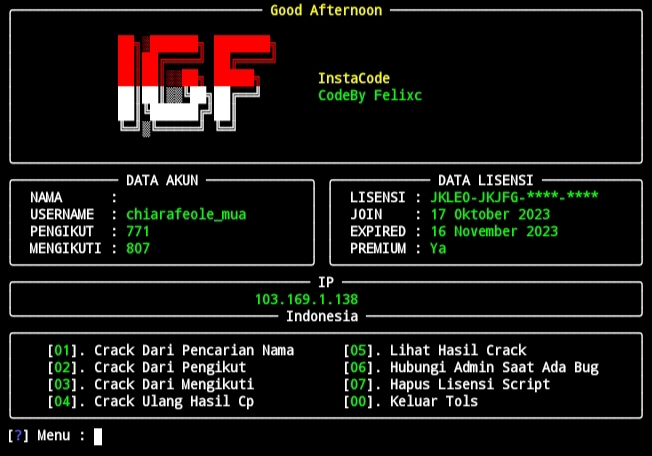 Good Afternoon
IGF
InstaCode
CodeBy Felixc
DATA AKUN
NAMA :
USERNAME : chiarafeole_mua
PENGIKUT : 771
MENGIKUTI : 807
DATA LISENSI
LISENSI : JKLEO-JKJFG-****-****
JOIN : 17 Oktober 2023
EXPIRED : 16 November 2023
PREMIUM : Ya
IP
103.169.1.138
Indonesia
[01]. Crack Dari Pencarian Nama
[02]. Crack Dari Pengikut
[03]. Crack Dari Mengikuti
[04]. Crack Ulang Hasil Cp
[05]. Lihat Hasil Crack
[06]. Hubungi Admin Saat Ada Bug
[07]. Hapus Lisensi Script
[00]. Keluar Tols
[?] Menu :